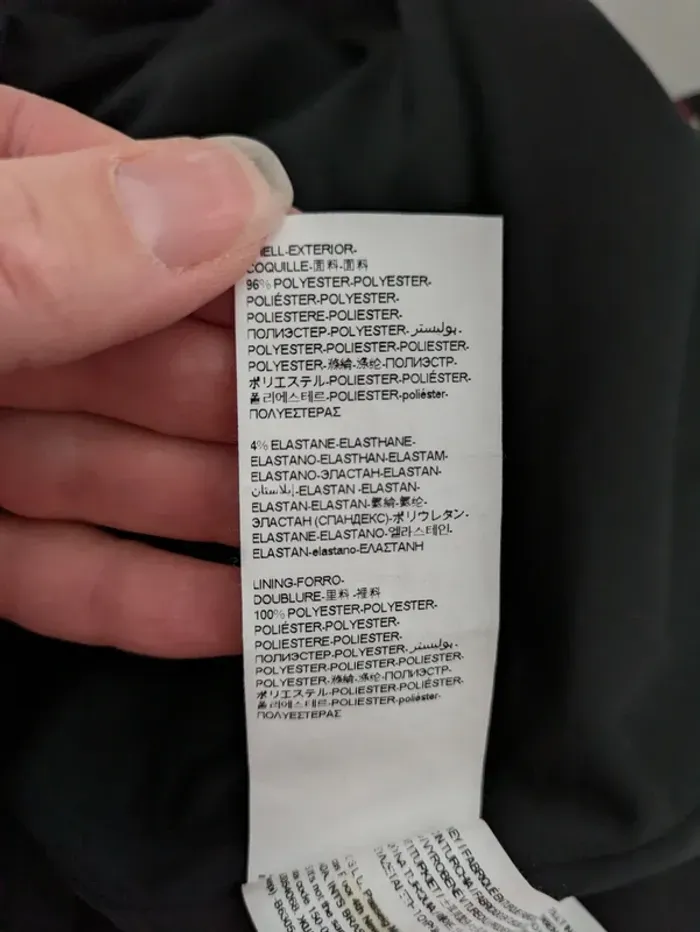 ELL-EXTERIOR-
COQUILLE-面料-面料
96% POLYESTER-POLYESTER-
POLIÉSTER-POLYESTER-
POLIESTERE-POLIESTER-
ПОЛИЭСТЕР-POLYESTER- بوليستر-
POLYESTER-POLIESTER-POLIESTER-
POLYESTER-滌綸-涤纶-ПОЛИЭСТР-
ポリエステル-POLIESTER-POLIÉSTER-
폴리에스테르-POLIESTER-poliéster-
ΠΟΛΥΕΣΤΕΡΑΣ
4% ELASTANE-ELASTHANE-
ELASTANO-ELASTHAN-ELASTAM-
ELASTANO-ЭЛАСТАН-ELASTAN-
إيلاستان-ELASTAN -ELASTAN-
ELASTAN-ELASTAN-氨綸-氨纶-
ЭЛАСТАН (СПАНДЕКС)-ポリウレタン-
ELASTANE-ELASTANO-엘라스테인-
ELASTAN-elastano-ΕΛΑΣΤΑΝΗ
LINING-FORRO-
DOUBLURE-里料-裡料
100% POLYESTER-POLYESTER-
POLIÉSTER-POLYESTER-
POLIESTERE-POLIESTER-
ПОЛИЭСТЕР-POLYESTER- بوليستر-
POLYESTER-POLIESTER-POLIESTER-
POLYESTER-滌綸-涤纶-ПОЛИЭСТР-
ポリエステル-POLIESTER-POLIÉSTER-
폴리에스테르-POLIESTER-poliéster-
ΠΟΛΥΕΣΤΕΡΑΣ